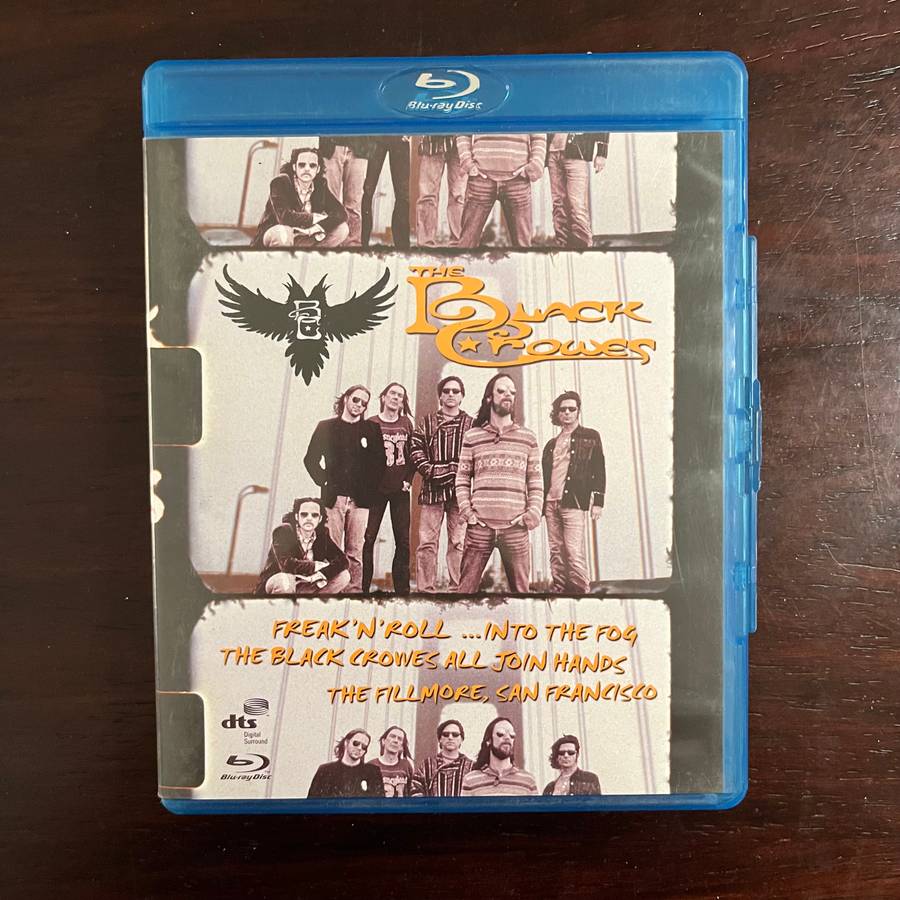 Blu-ray Disc
THE
BLACK
CROWES
31
FREAK'N'ROLL ...INTO THE FOG
THE BLACK CROWES ALL JOIN HANDS
THE FILLMORE, SAN FRANCISCO
dts
Digital
Surround
Blu-ray Disc